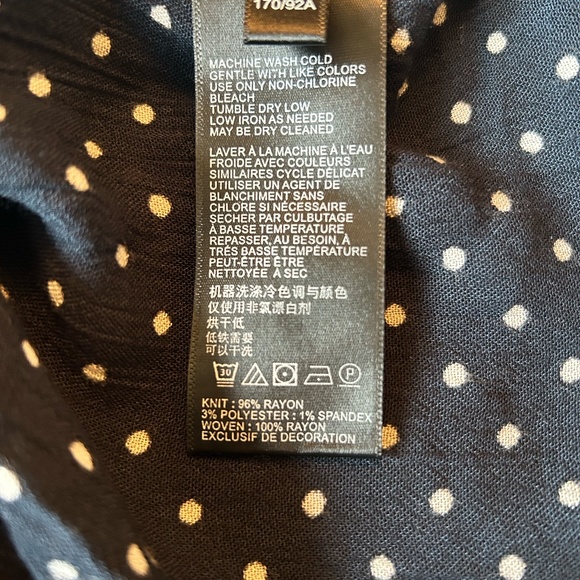 170/92A
MACHINE WASH COLD
GENTLE WITH LIKE COLORS
USE ONLY NON-CHLORINE
BLEACH
TUMBLE DRY LOW
LOW IRON AS NEEDED
MAY BE DRY CLEANED
LAVER À LA MACHINE À L'EAU
FROIDE AVEC COULEURS
SIMILAIRES CYCLE DÉLICAT
UTILISER UN AGENT DE
BLANCHIMENT SANS
CHLORE SI NÉCESSAIRE
SECHER PAR CULBUTAGE
À BASSE TEMPERATURE
REPASSER, AU BESOIN, À
TRÈS BASSE TEMPÉRATURE
PEUT-ÊTRE ÊTRE
NETTOYÉE À SEC
机器洗涤冷色调与颜色
仅使用非氯漂白剂
烘干低
低铁需要
可以干洗
P
KNIT : 96% RAYON
3% POLYESTER : 1% SPANDEX
WOVEN : 100% RAYON
EXCLUSIF DE DECORATION